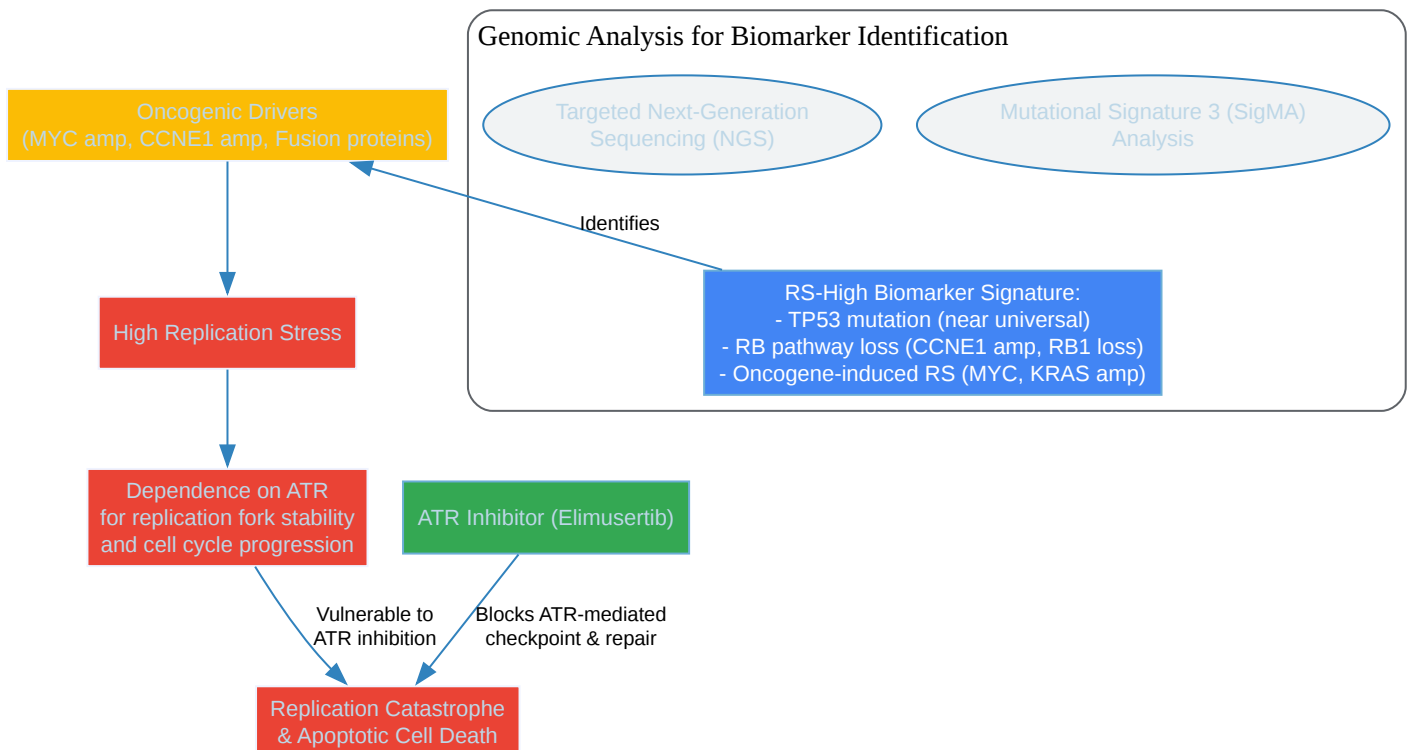 Genomic Analysis for Biomarker Identification
Oncogenic Drivers
(MYC amp, CCNE1 amp, Fusion proteins)
Targeted Next-Generation
Sequencing (NGS)
Mutational Signature 3 (SigMA)
Analysis
Identifies
RS-High Biomarker Signature:
- TP53 mutation (near universal)
- RB pathway loss (CCNE1 amp, RB1 loss)
- Oncogene-induced RS (MYC, KRAS amp)
High Replication Stress
Dependence on ATR
for replication fork stability
and cell cycle progression
ATR Inhibitor (Elimusertib)
Vulnerable to
ATR inhibition
Blocks ATR-mediated
checkpoint & repair
Replication Catastrophe
& Apoptotic Cell Death